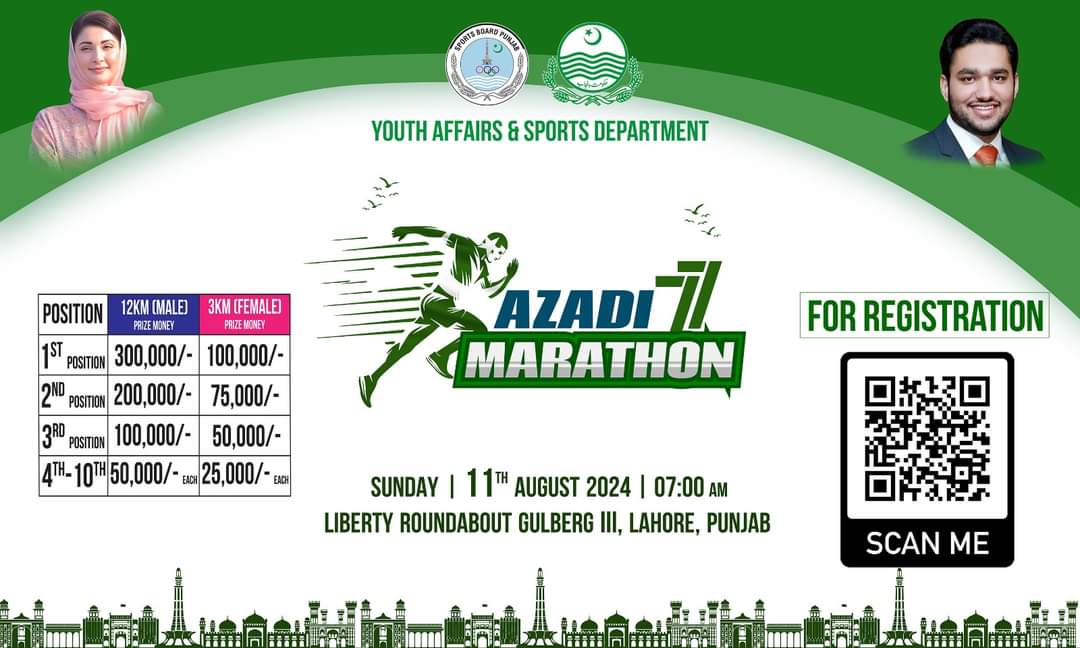 SPORTS BOARD PUNJAB
حکومت پنجاب
YOUTH AFFAIRS & SPORTS DEPARTMENT
AZADI 77
MARATHON
POSITION 12KM (MALE) PRIZE MONEY 3KM (FEMALE) PRIZE MONEY
1ST POSITION 300,000/- 100,000/-
2ND POSITION 200,000/- 75,000/-
3RD POSITION 100,000/- 50,000/-
4TH-10TH 50,000/- EACH 25,000/- EACH
SUNDAY | 11TH AUGUST 2024 | 07:00 AM
LIBERTY ROUNDABOUT GULBERG III, LAHORE, PUNJAB
FOR REGISTRATION
SCAN ME